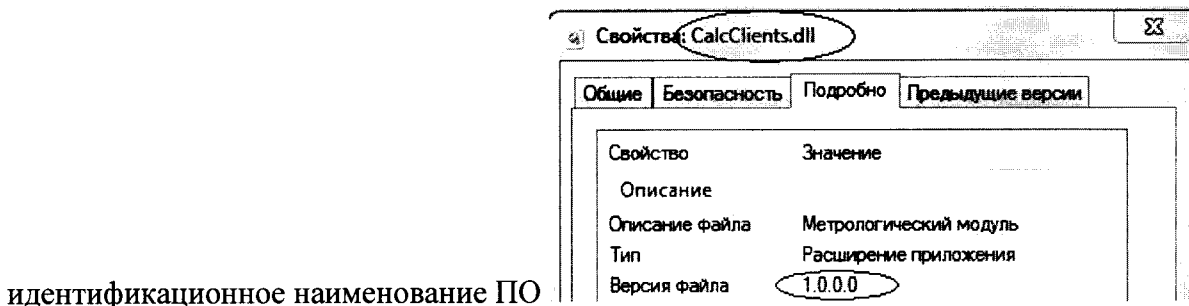 Свойства: CalcClients.dll
Общие Безопасность Подробно Предыдущие версии
Свойство Значение
Описание
Описание файла Метрологический модуль
Тип Расширение приложения
Версия файла 1.0.0.0
идентификационное наименование ПО